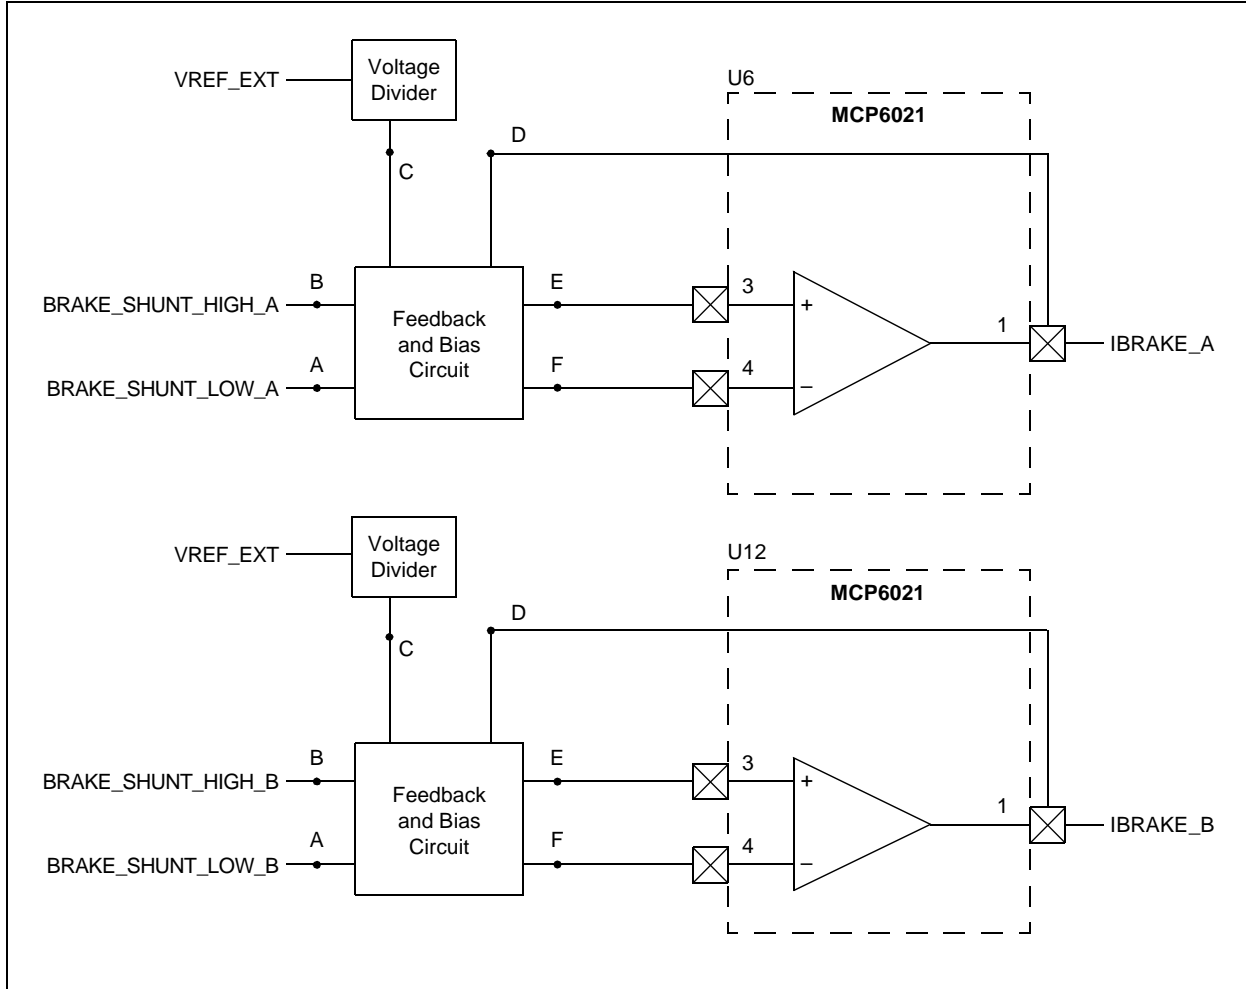 Voltage
Divider
VREF_EXT
U6
MCP6021
D
C
B
E
3
BRAKE_SHUNT_HIGH_A
+
Feedback
and Bias
Circuit
1
IBRAKE_A
A
F
4
BRAKE_SHUNT_LOW_A
–
Voltage
Divider
VREF_EXT
U12
MCP6021
D
C
B
E
3
BRAKE_SHUNT_HIGH_B
+
Feedback
and Bias
Circuit
1
IBRAKE_B
A
F
4
BRAKE_SHUNT_LOW_B
–